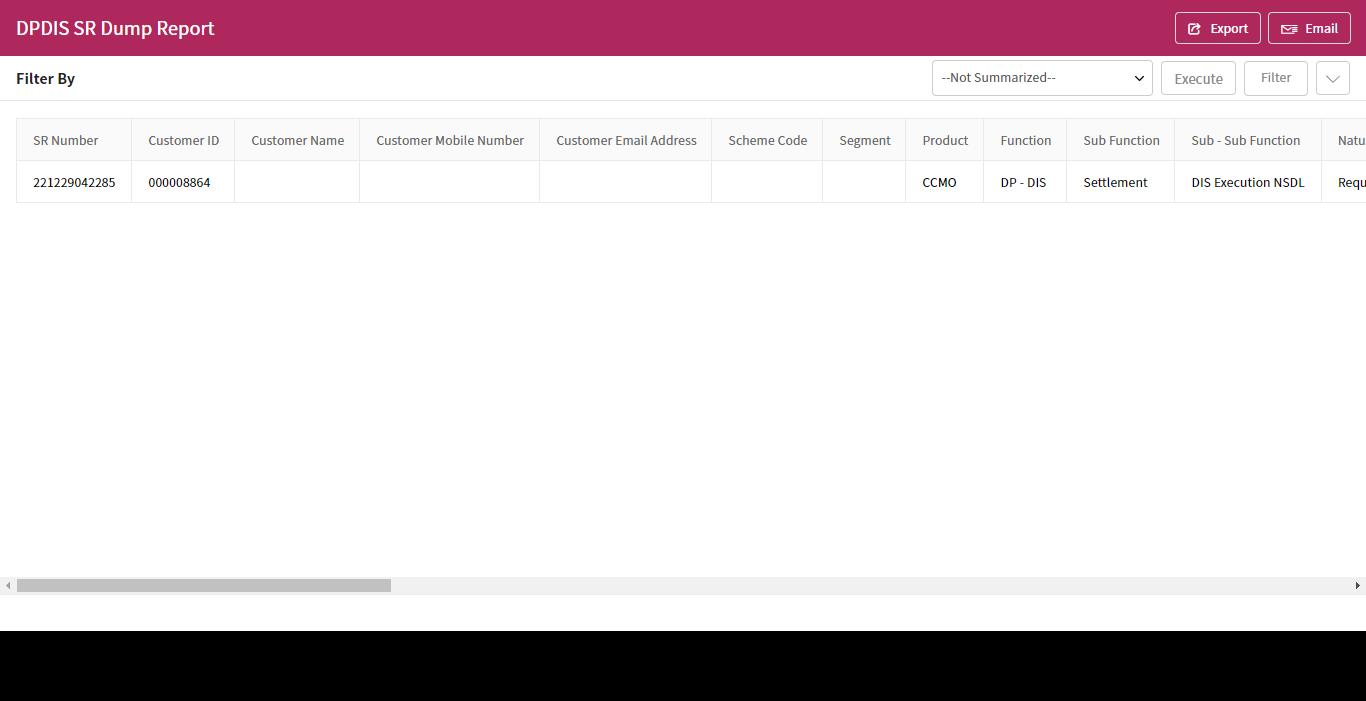 DPDIS SR Dump Report
Export
Email
Filter By
--Not Summarized--
Execute
Filter
SR Number Customer ID Customer Name Customer Mobile Number Customer Email Address Scheme Code Segment Product Function Sub Function Sub - Sub Function Natu
221229042285 000008864 CCMO DP - DIS Settlement DIS Execution NSDL Requ